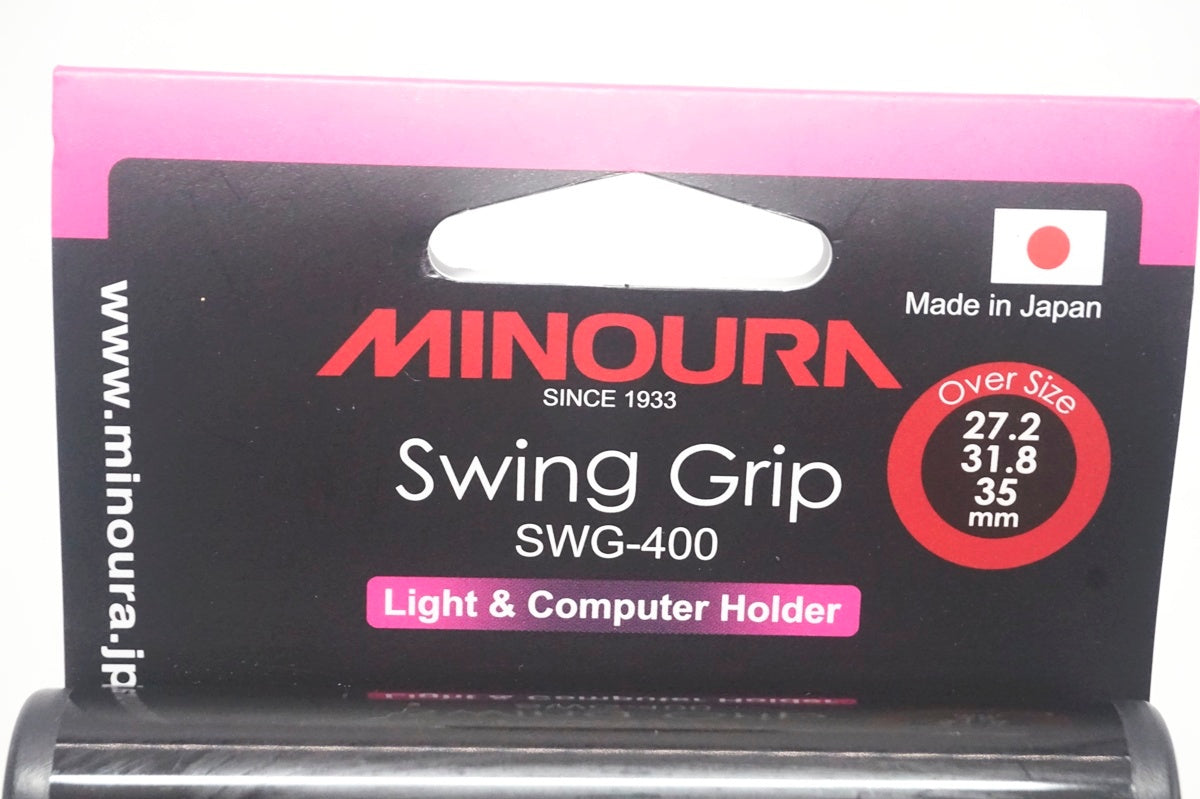 Made in Japan
MINOURA
SINCE 1933
Over Size
27.2
31.8
35
mm
Swing Grip
SWG-400
Light & Computer Holder
www.minoura.jp